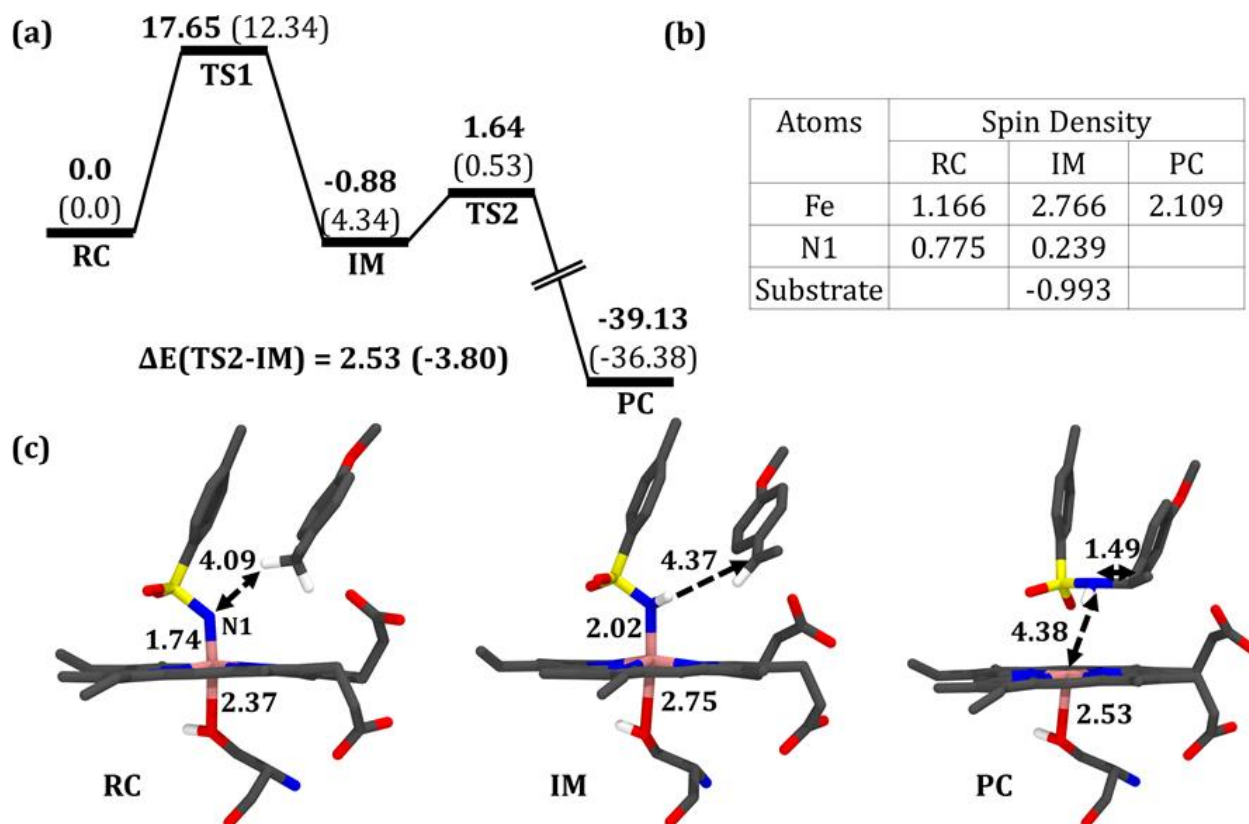 (a)
17.65 (12.34)
TS1
0.0
(0.0)
RC
-0.88
(4.34)
IM
1.64
(0.53)
TS2
-39.13
(-36.38)
PC
ΔE(TS2-IM) = 2.53 (-3.80)
(b)
Atoms Spin Density
RC IM PC
Fe 1.166 2.766 2.109
N1 0.775 0.239
Substrate -0.993
(c)
4.09
N1
1.74
2.37
RC
4.37
2.02
2.75
IM
1.49
4.38
2.53
PC